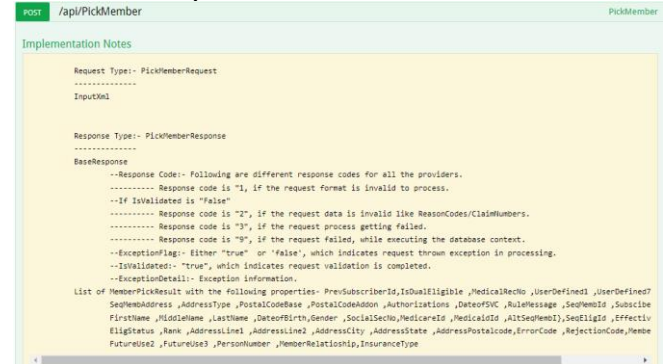 POST /api/PickMember PickMember
Implementation Notes
Request Type:- PickMemberRequest
--------------
InputXml
Response Type:- PickMemberResponse
--------------
BaseResponse
--Response Code:- Following are different response codes for all the providers.
---------- Response code is "1, if the request format is invalid to process.
--If IsValidated is "False"
---------- Response code is "2", if the request data is invalid like ReasonCodes/ClaimNumbers.
---------- Response code is "3", if the request process getting failed.
---------- Response code is "9", if the request failed, while executing the database context.
--ExceptionFlag:- Either "true" or 'false', which indicates request thrown exception in processing.
--IsValidated:- "true", which indicates request validation is completed.
--ExceptionDetail:- Exception information.
List of MemberPickResult with the following properties- PrevSubscriberId,IsDualEligible ,MedicalRecNo ,UserDefined1 ,UserDefined7
SeqMembAddress ,AddressType ,PostalCodeBase ,PostalCodeAddon ,Authorizations ,DateofSVC ,RuleMessage ,SeqMembId ,Subscibe
FirstName ,MiddleName ,LastName ,DateofBirth,Gender ,SocialSecNo,MedicareId ,MedicaidId ,AltSeqMembI},SeqEligId ,Effectiv
EligStatus ,Rank ,AddressLine1 ,AddressLine2 ,AddressCity ,AddressState ,AddressPostalcode,ErrorCode ,RejectionCode,Membe
FutureUse2 ,FutureUse3 ,PersonNumber ,MemberRelatioship,InsuranceType